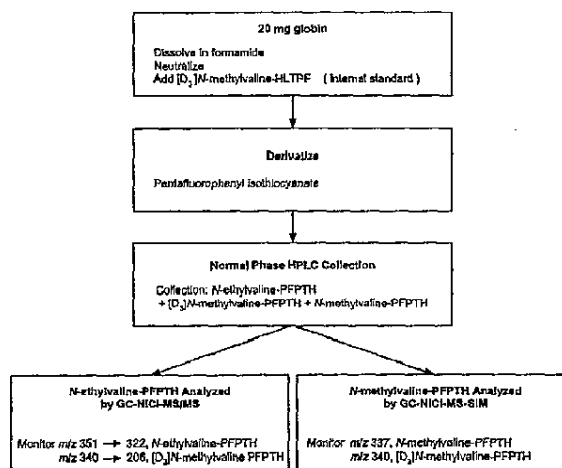 20 mg globin
Dissolve in formamide
Neutralize
Add [D3]N-methylvaline-HLTPE (Internal standard)
Derivatize
Pentafluorophenyl isothiocyanate
Normal Phase HPLC Collection
Collection: N-ethylvaline-PFPTH
+ [D3]N-methylvaline-PFPTH + N-methylvaline-PFPTH
N-ethylvaline-PFPTH Analyzed
by GC-NICI-MS/MS
Monitor m/z 351 → 322, N-ethylvaline-PFPTH
m/z 340 → 206, [D3]N-methyl valine PFPTH
N-methylvaline-PFPTH Analyzed
by GC-NICI-MS-SIM
Monitor m/z 337, N-methylvaline-PFPTH
m/z 340, [D3]N-methylvaline-PFPTH